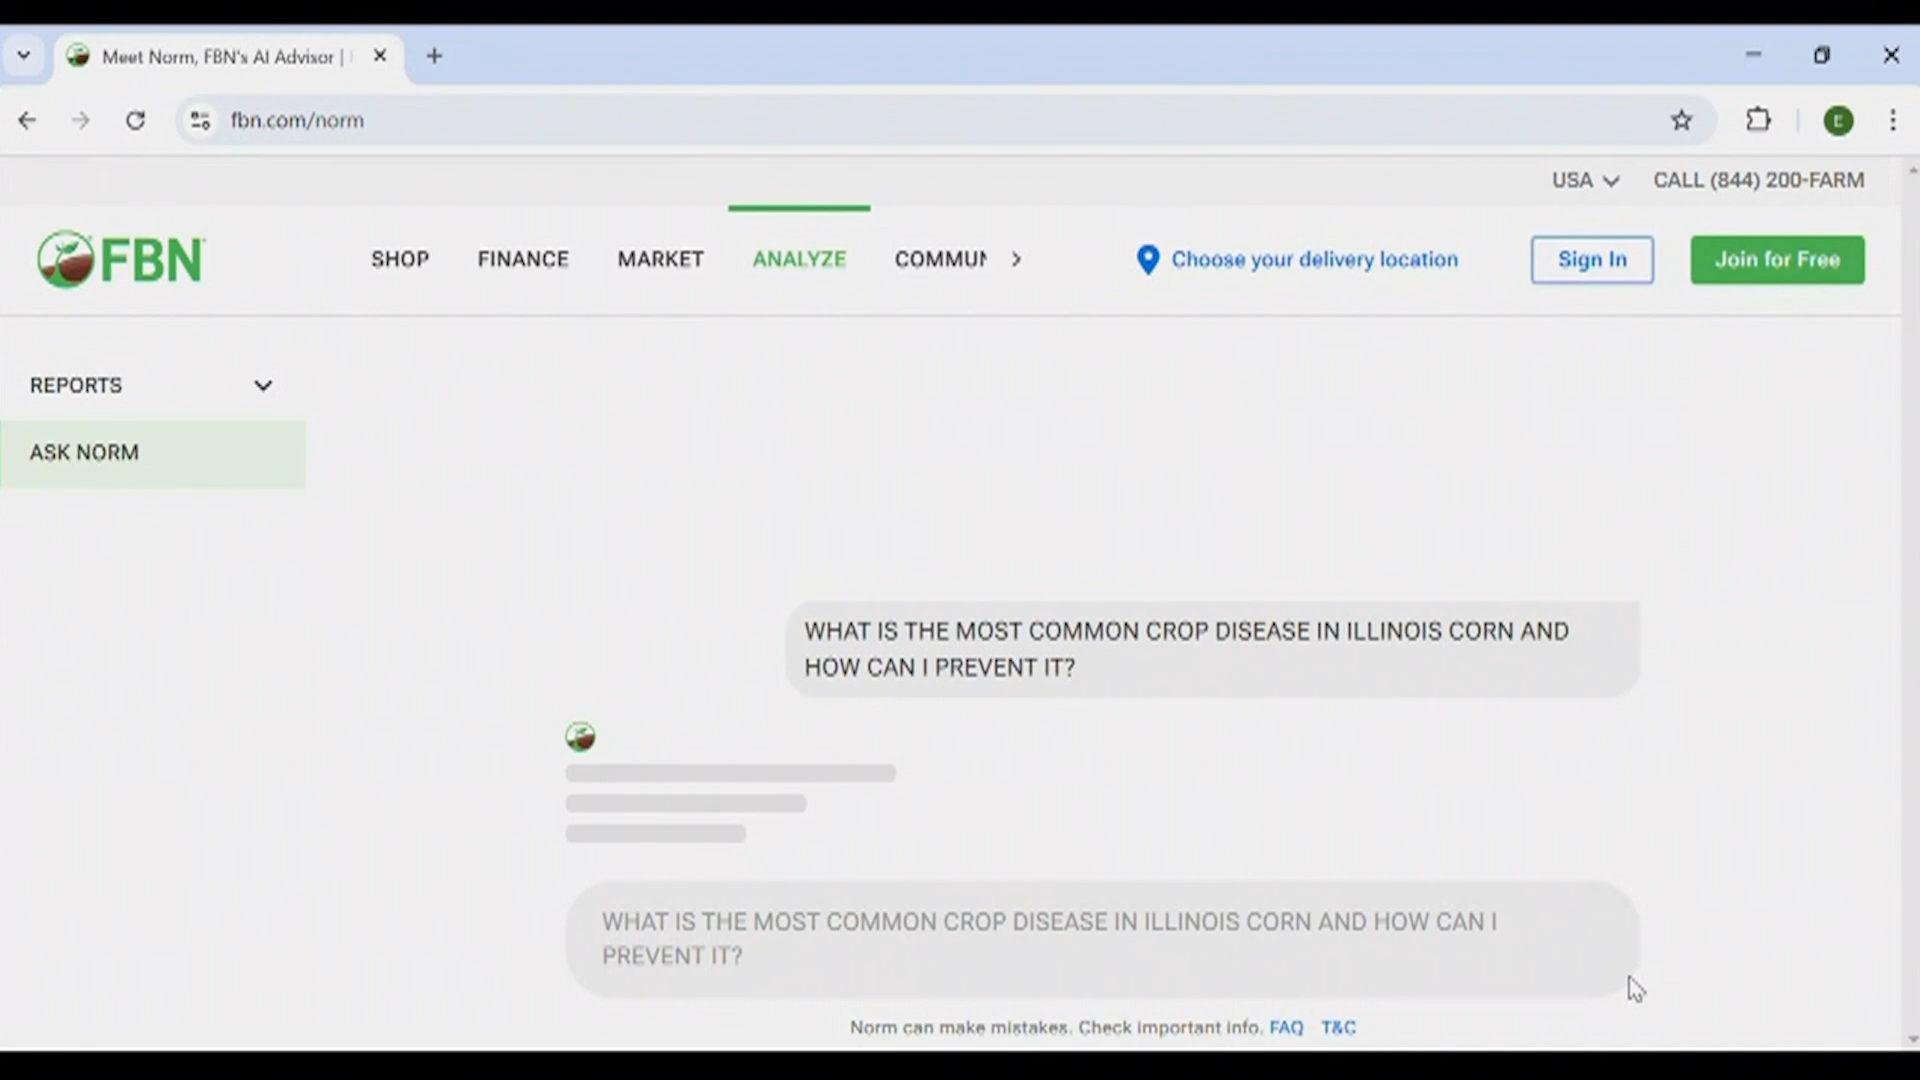 Meet Norm, FBN's AI Advisor |
fbn.com/norm
E
USA
CALL (844) 200-FARM
FBN
SHOP
FINANCE
MARKET
ANALYZE
COMMUN
Choose your delivery location
Sign In
Join for Free
REPORTS
ASK NORM
WHAT IS THE MOST COMMON CROP DISEASE IN ILLINOIS CORN AND
HOW CAN I PREVENT IT?
WHAT IS THE MOST COMMON CROP DISEASE IN ILLINOIS CORN AND HOW CAN I
PREVENT IT?
Norm can make mistakes. Check important info. FAQ T&C